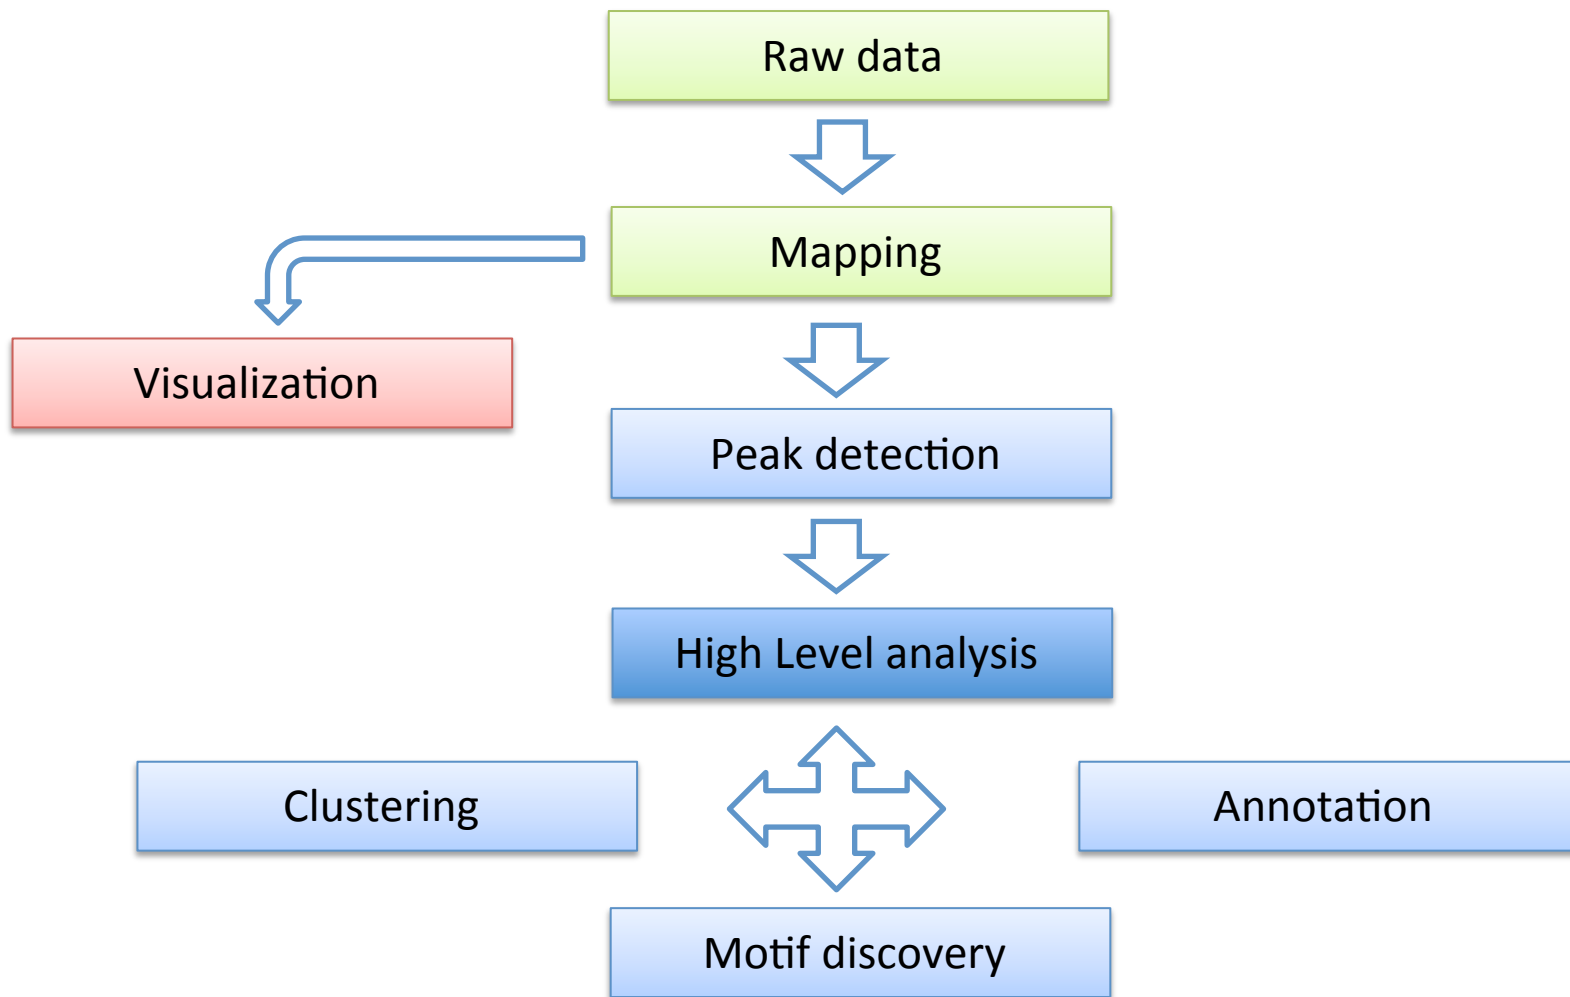 Raw data
Mapping
Visualization
Peak detection
High Level analysis
Clustering
Annotation
Motif discovery